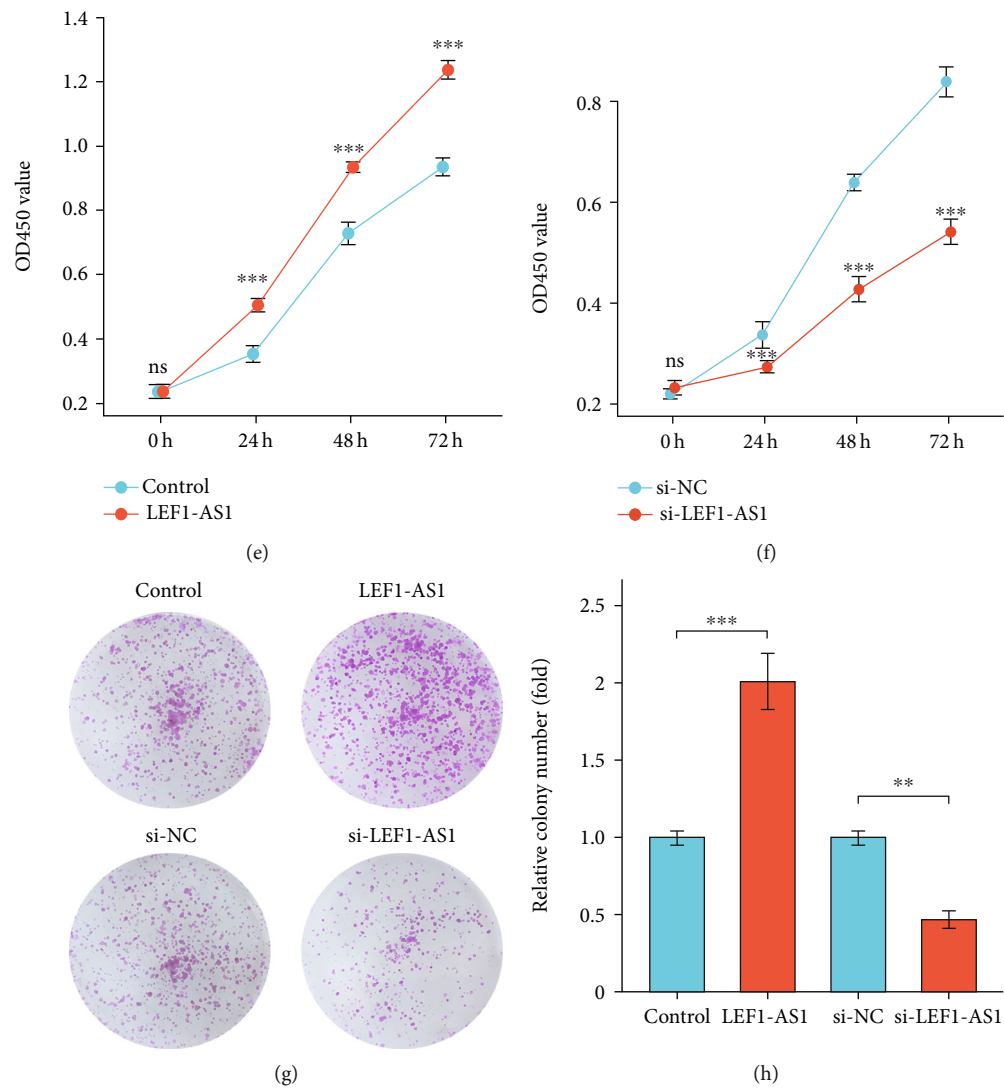 1.4
1.2
1.0
0.8
0.6
0.4
0.2
OD450 value
ns
***
***
***
0 h
24 h
48 h
72 h
Control
LEF1-AS1
(e)
0.8
0.6
0.4
0.2
OD450 value
ns
***
***
***
0 h
24 h
48 h
72 h
si-NC
si-LEF1-AS1
(f)
Control
LEF1-AS1
si-NC
si-LEF1-AS1
(g)
2.5
2
1.5
1.0
0.5
0
Relative colony number (fold)
***
**
Control
LEF1-AS1
si-NC
si-LEF1-AS1
(h)